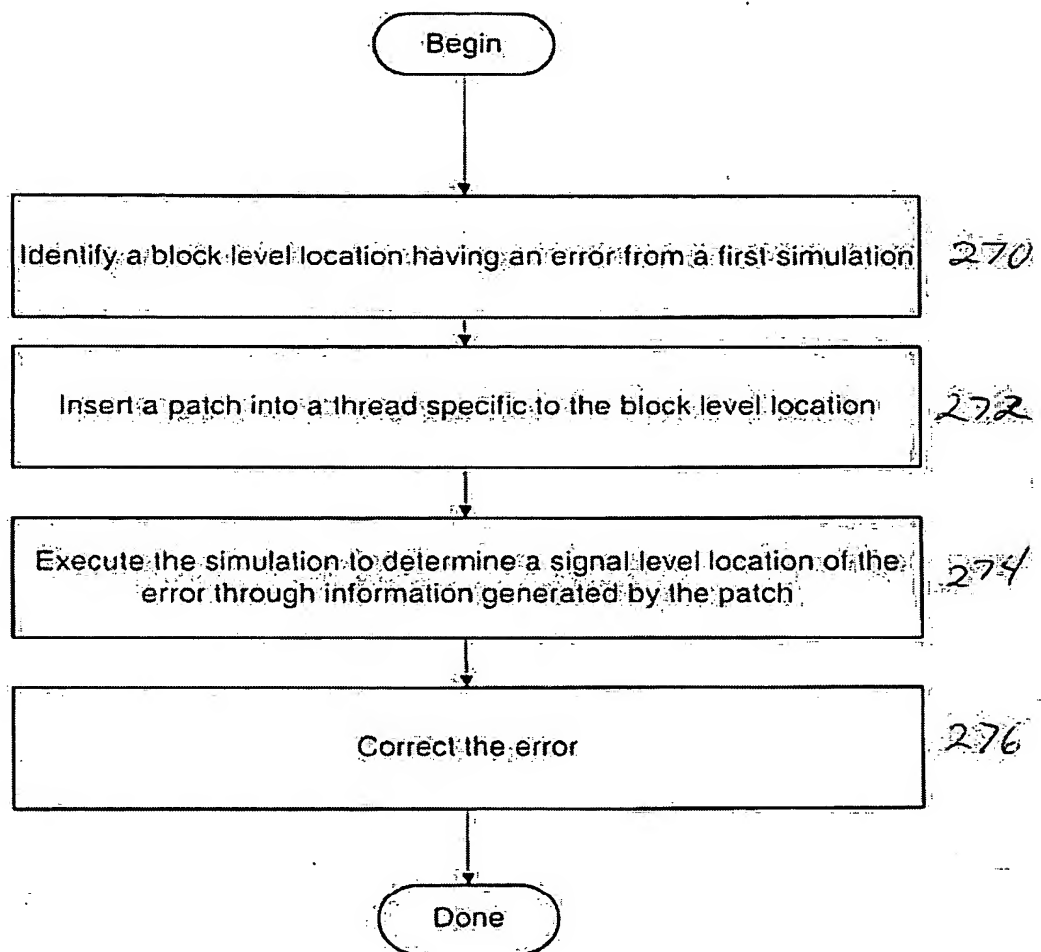 Begin
Identify a block level location having an error from a first simulation
270
Insert a patch into a thread specific to the block level location
272
Execute the simulation to determine a signal level location of the
error through information generated by the patch
274
Correct the error
276
Done